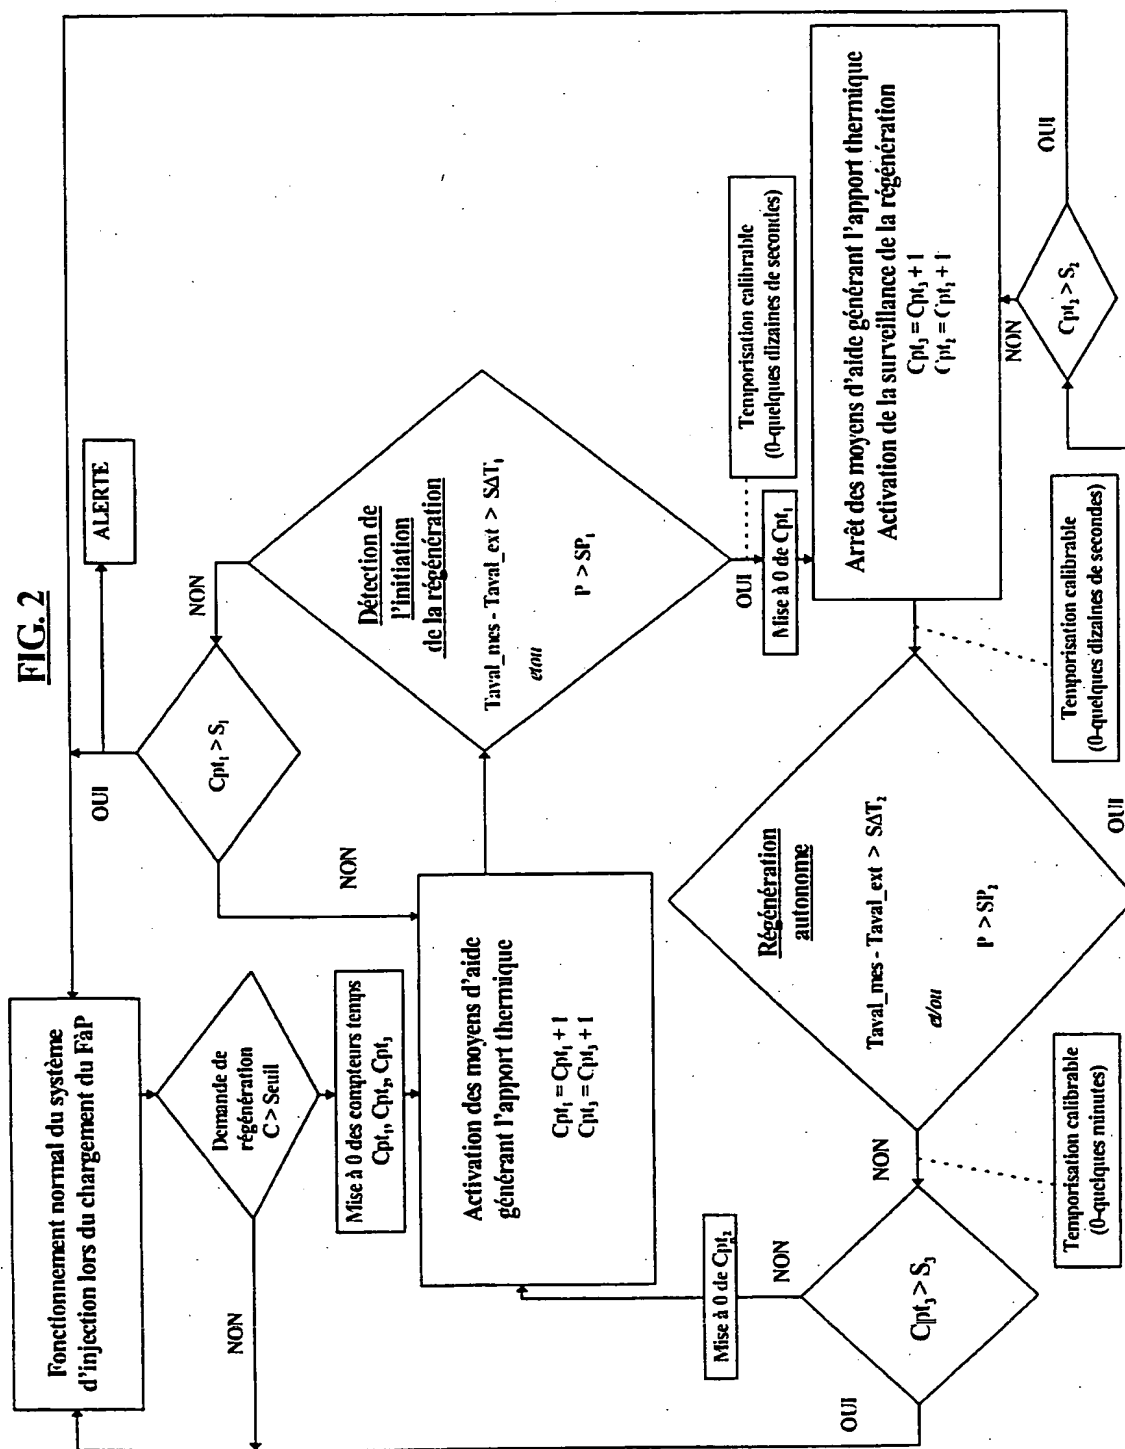 FIG. 2
Fonctionnement normal du système
d'injection lors du chargement du FàP
Demande de
régénération
C > Seuil
NON
Mise à 0 des compteurs temps
Cpt₁, Cpt₂, Cpt₃
Activation des moyens d'aide
générant l'apport thermique
Cpt₁ = Cpt₁ + 1
Cpt₃ = Cpt₃ + 1
Cpt₁ > S₁
OUI
NON
ALERTE
NON
Détection de
l'initiation
de la régénération
Taval_mes - Taval_ext > SΔT₁
etou
P > SP₁
OUI
Temporisation calibrable
(0-quelques dizaines de secondes)
Mise à 0 de Cpt₁
Arrêt des moyens d'aide générant l'apport thermique
Activation de la surveillance de la régénération
Cpt₃ = Cpt₃ + 1
Cpt₂ = Cpt₂ + 1
NON
Cpt₂ > S₂
OUI
Temporisation calibrable
(0-quelques dizaines de secondes)
Régénération
autonome
Taval_mes - Taval_ext > SΔT₂
et/ou
P > SP₂
OUI
NON
Temporisation calibrable
(0-quelques minutes)
Cpt₃ > S₃
NON
Mise à 0 de Cpt₂
OUI